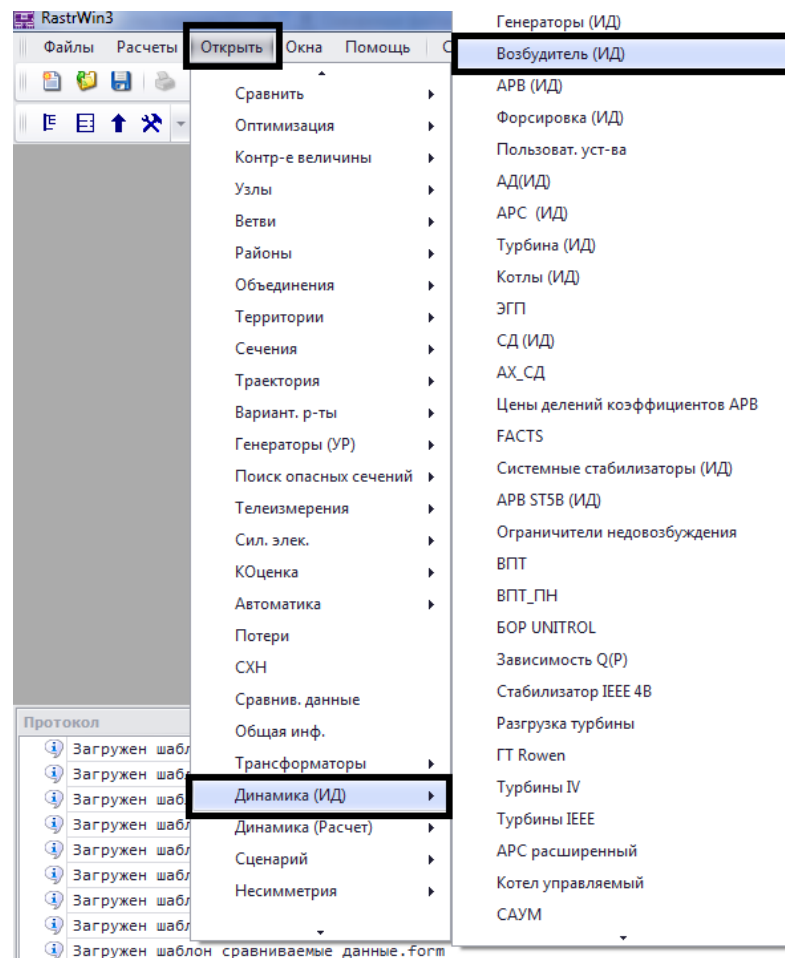 RastrWin3
Файлы Расчеты Открыть Окна Помощь С
Сравнить
Оптимизация
Контр-е величины
Узлы
Ветви
Районы
Объединения
Территории
Сечения
Траектория
Вариант. р-ты
Генераторы (УР)
Поиск опасных сечений
Телеизмерения
Сил. элек.
КОценка
Автоматика
Потери
СХН
Сравнив. данные
Общая инф.
Трансформаторы
Динамика (ИД)
Динамика (Расчет)
Сценарий
Несимметрия
Генераторы (ИД)
Возбудитель (ИД)
АРВ (ИД)
Форсировка (ИД)
Пользоват. уст-ва
АД(ИД)
АРС (ИД)
Турбина (ИД)
Котлы (ИД)
ЭГП
СД (ИД)
АХ_СД
Цены делений коэффициентов АРВ
FACTS
Системные стабилизаторы (ИД)
АРВ ST5B (ИД)
Ограничители недовозбуждения
ВПТ
ВПТ_ПН
БОР UNITROL
Зависимость Q(P)
Стабилизатор IEEE 4B
Разгрузка турбины
ГТ Rowen
Турбины IV
Турбины IEEE
АРС расширенный
Котел управляемый
САУМ
Протокол
Загружен шабл
Загружен шабл
Загружен шабл
Загружен шабл
Загружен шабл
Загружен шабл
Загружен шабл
Загружен шабл
Загружен шаблон сравниваемые данные.form